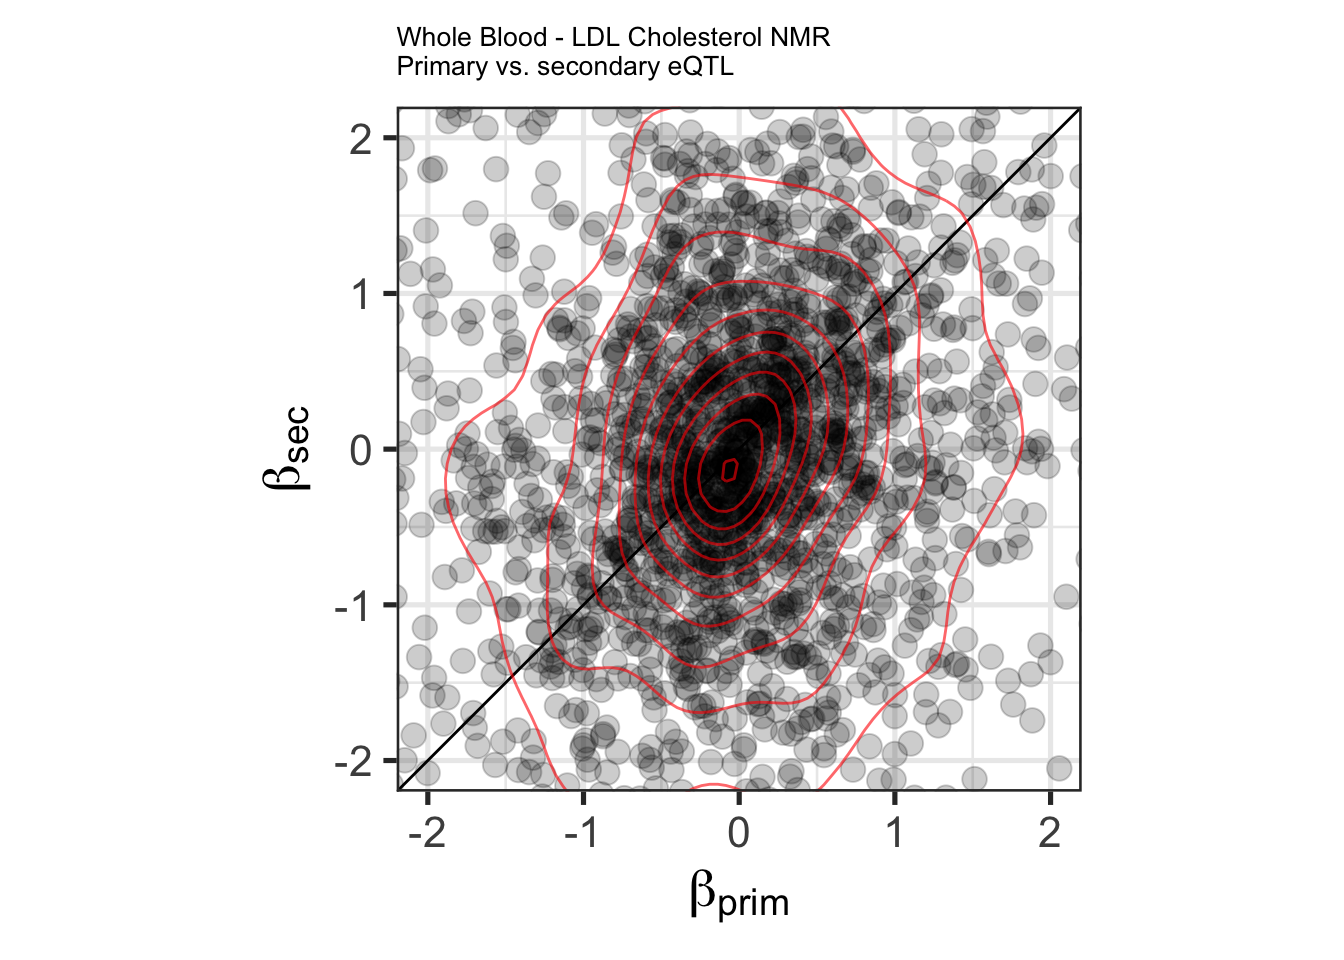 Whole Blood - LDL Cholesterol NMR
Primary vs. secondary eQTL
2
1
0
-1
-2
βsec
-2 -1 0 1 2
βprim